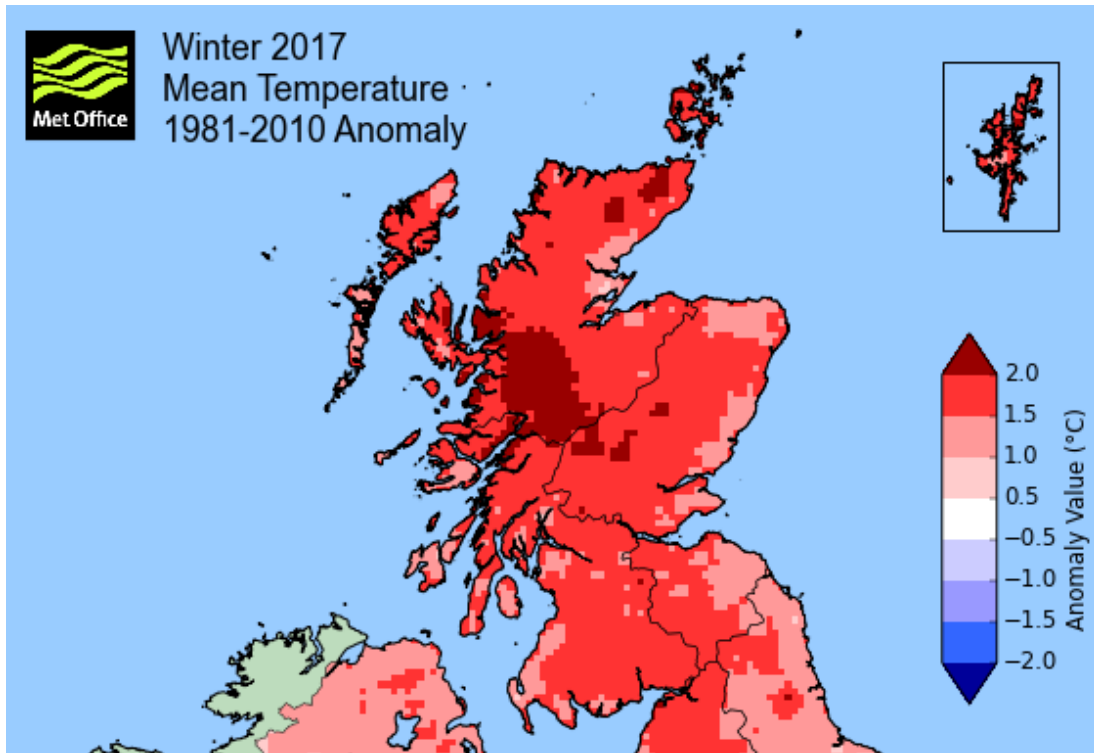 Met Office
Winter 2017
Mean Temperature
1981-2010 Anomaly
2.0
1.5
1.0
0.5
−0.5
−1.0
−1.5
−2.0
Anomaly Value (°C)